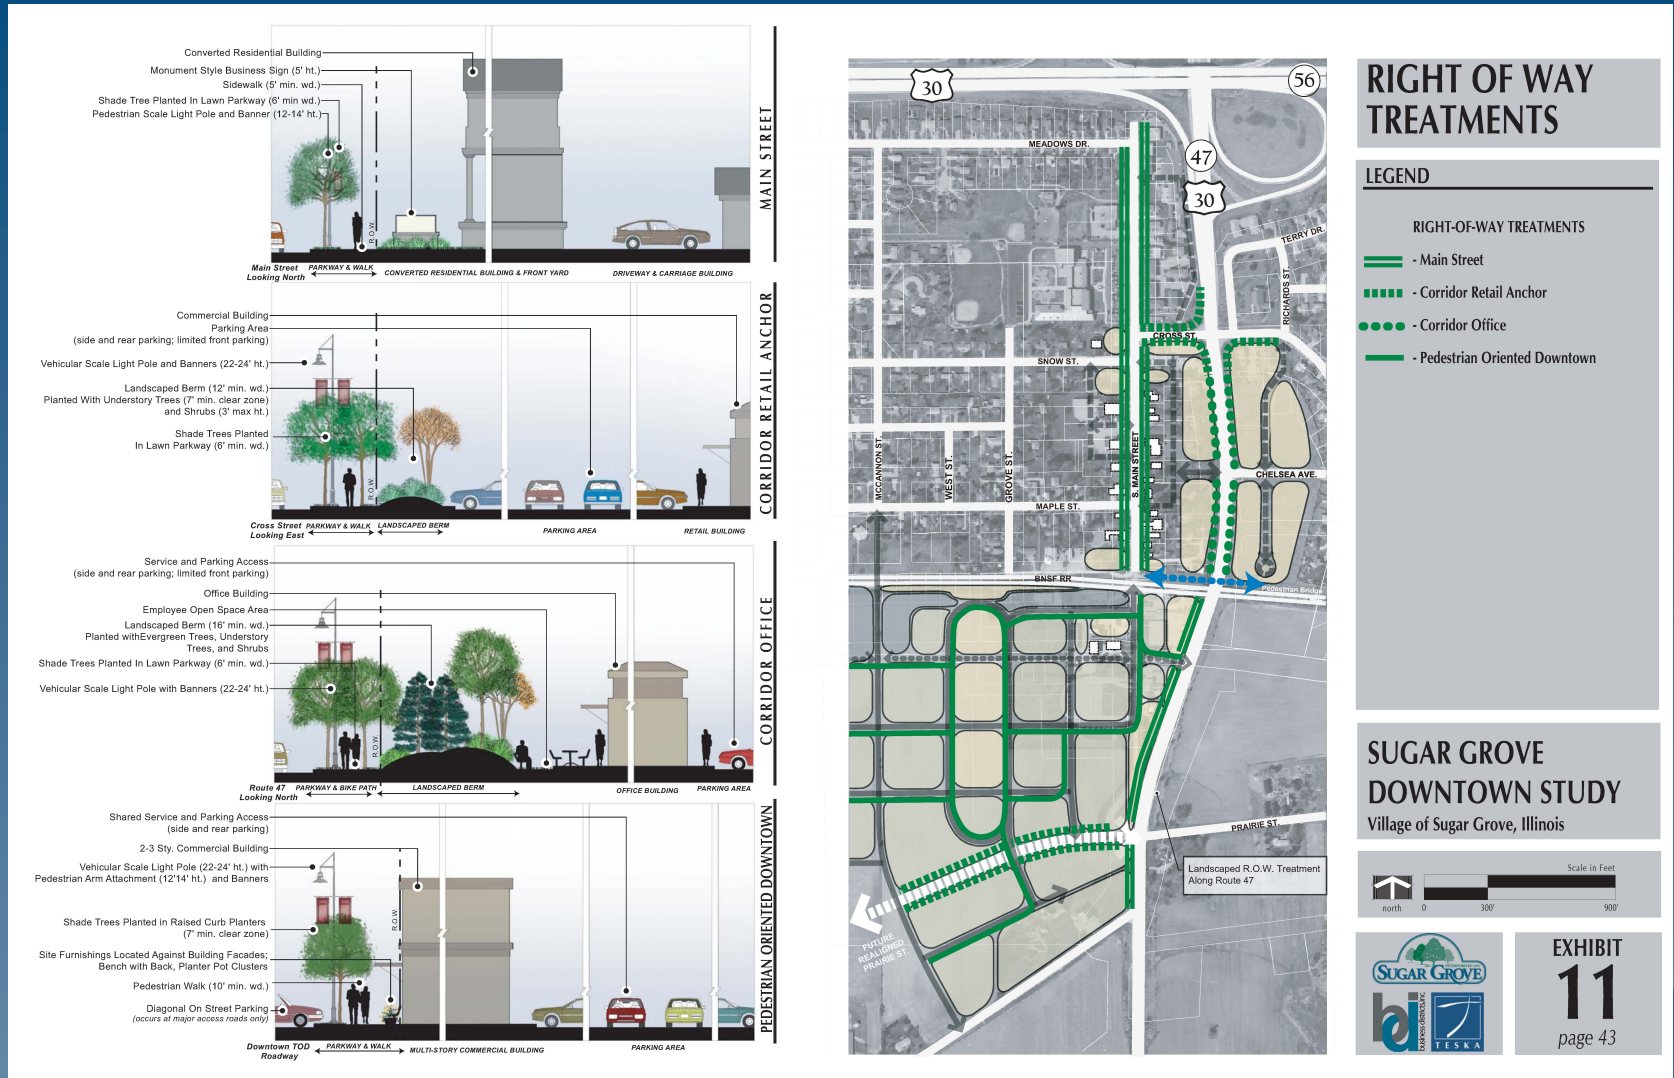 Converted Residential Building
Monument Style Business Sign (5' ht.)
Sidewalk (5' min. wd.)
Shade Tree Planted In Lawn Parkway (6' min wd.)
Pedestrian Scale Light Pole and Banner (12-14' ht.)
R.O.W.
Main Street
Looking North
PARKWAY & WALK
CONVERTED RESIDENTIAL BUILDING & FRONT YARD
DRIVEWAY & CARRIAGE BUILDING
MAIN STREET
Commercial Building
Parking Area
(side and rear parking; limited front parking)
Vehicular Scale Light Pole and Banners (22-24' ht.)
Landscaped Berm (12' min. wd.)
Planted With Understory Trees (7' min. clear zone)
and Shrubs (3' max ht.)
Shade Trees Planted
In Lawn Parkway (6' min. wd.)
R.O.W.
Cross Street
Looking East
PARKWAY & WALK
LANDSCAPED BERM
PARKING AREA
RETAIL BUILDING
CORRIDOR RETAIL ANCHOR
Service and Parking Access
(side and rear parking; limited front parking)
Office Building
Employee Open Space Area
Landscaped Berm (16' min. wd.)
Planted withEvergreen Trees, Understory
Trees, and Shrubs
Shade Trees Planted In Lawn Parkway (6' min. wd.)
Vehicular Scale Light Pole with Banners (22-24' ht.)
R.O.W.
Route 47
Looking North
PARKWAY & BIKE PATH
LANDSCAPED BERM
OFFICE BUILDING
PARKING AREA
CORRIDOR OFFICE
Shared Service and Parking Access
(side and rear parking)
2-3 Sty. Commercial Building
Vehicular Scale Light Pole (22-24' ht.) with
Pedestrian Arm Attachment (12'14' ht.) and Banners
Shade Trees Planted in Raised Curb Planters
(7' min. clear zone)
Site Furnishings Located Against Building Facades;
Bench with Back, Planter Pot Clusters
Pedestrian Walk (10' min. wd.)
Diagonal On Street Parking
(occurs at major access roads only)
R.O.W.
Downtown TOD
Roadway
PARKWAY & WALK
MULTI-STORY COMMERCIAL BUILDING
PARKING AREA
PEDESTRIAN ORIENTED DOWNTOWN
30
56
MEADOWS DR.
47
30
TERRY DR.
RICHARDS ST.
CROSS ST.
SNOW ST.
MCCANNON ST.
WEST ST.
GROVE ST.
S. MAIN STREET
CHELSEA AVE.
MAPLE ST.
BNSF RR
Pedestrian Bridge
PRAIRIE ST.
Landscaped R.O.W. Treatment
Along Route 47
FUTURE
REALIGNED
PRAIRIE ST.
RIGHT OF WAY
TREATMENTS
LEGEND
RIGHT-OF-WAY TREATMENTS
- Main Street
- Corridor Retail Anchor
- Corridor Office
- Pedestrian Oriented Downtown
SUGAR GROVE
DOWNTOWN STUDY
Village of Sugar Grove, Illinois
Scale in Feet
north
0 300' 900'
SUGAR GROVE
bdi
business districts, inc.
TESKA
EXHIBIT
11
page 43